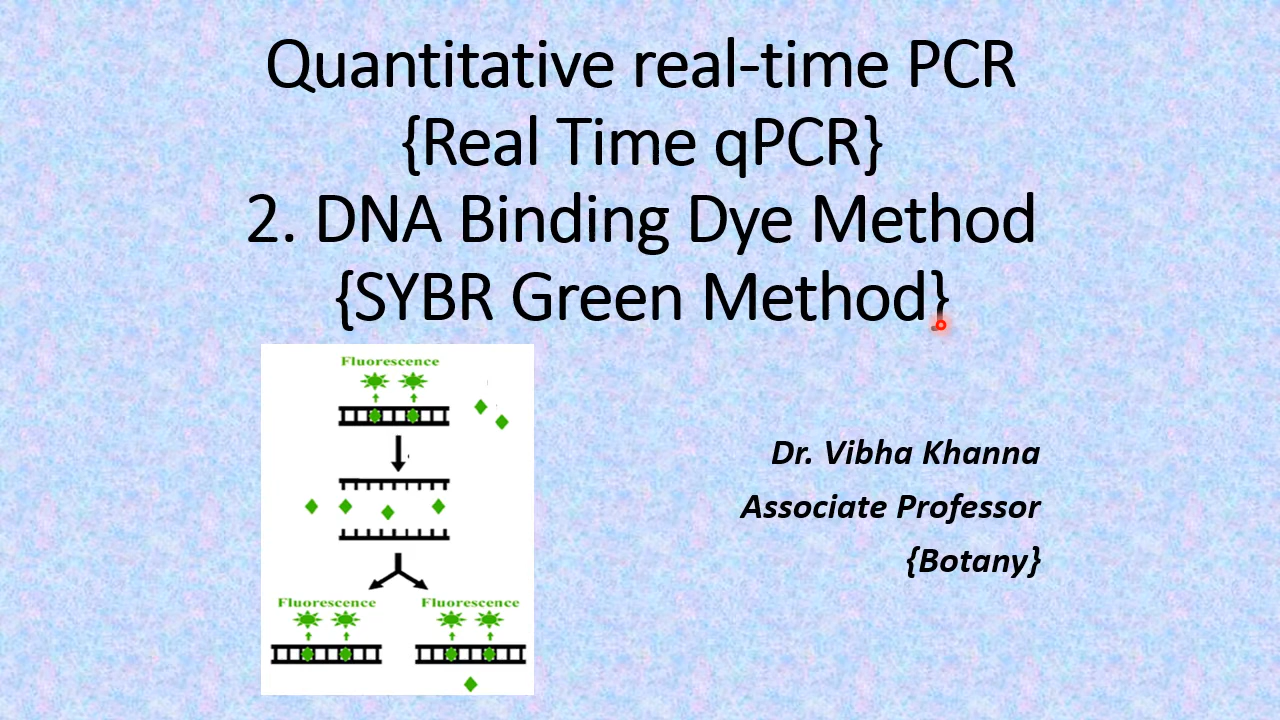 Quantitative real-time PCR
{Real Time qPCR}
2. DNA Binding Dye Method
{SYBR Green Method}
Fluorescence
Dr. Vibha Khanna
Associate Professor
{Botany}
Fluorescence
Fluorescence